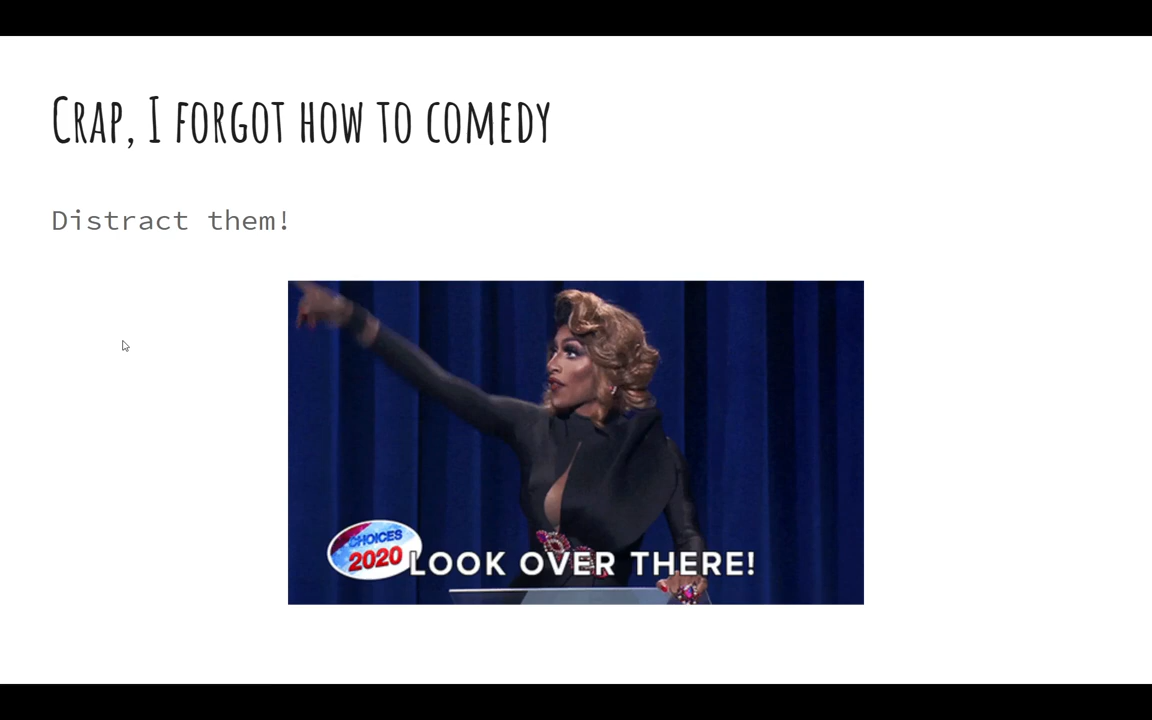 Crap, I forgot how to comedy
Distract them!
CHOICES
2020
LOOK OVER THERE!